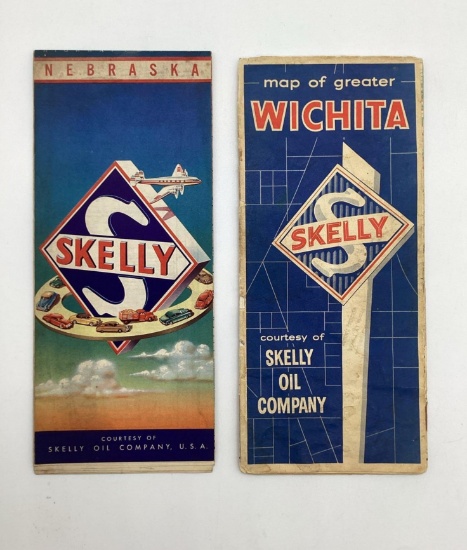 NEBRASKA
S
SKELLY
COURTESY OF
SKELLY OIL COMPANY, U.S.A.
map of greater
WICHITA
S
SKELLY
courtesy of
SKELLY
OIL
COMPANY